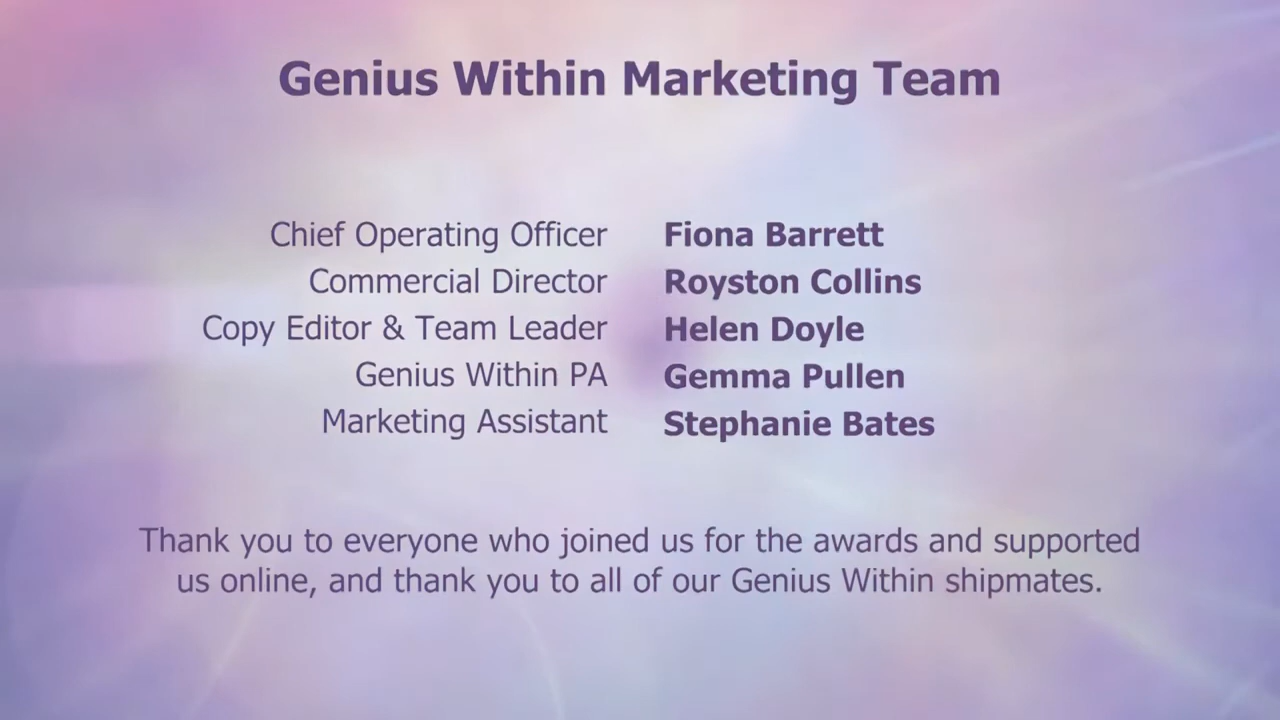 Genius Within Marketing Team
Chief Operating Officer Fiona Barrett
Commercial Director Royston Collins
Copy Editor & Team Leader Helen Doyle
Genius Within PA Gemma Pullen
Marketing Assistant Stephanie Bates
Thank you to everyone who joined us for the awards and supported
us online, and thank you to all of our Genius Within shipmates.